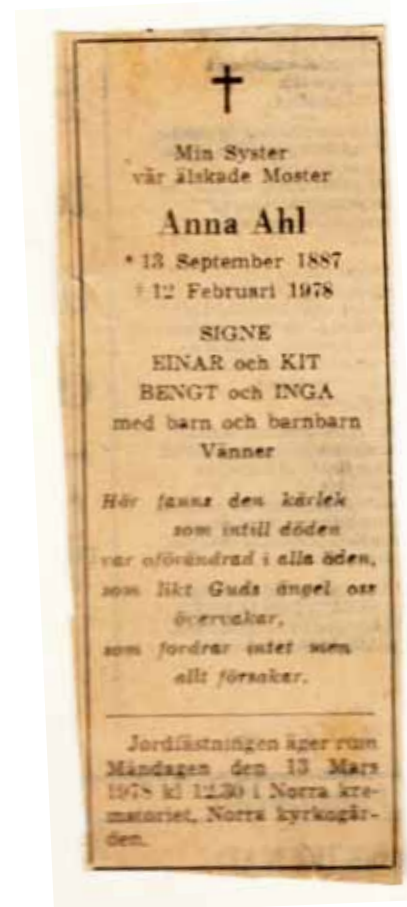 Min Syster
vår älskade Moster
Anna Ahl
* 13 September 1887
† 12 Februari 1978
SIGNE
EINAR och KIT
BENGT och INGA
med barn och barnbarn
Vänner
Här fanns den kärlek
som intill döden
var oförändrad i alla öden,
som likt Guds ängel oss
övervakar,
som fordrar intet men
allt försakar.
Jordfästningen äger rum
Måndagen den 13 Mars
1978 kl 12.30 i Norra kre-
matoriet, Norra kyrkogår-
den.